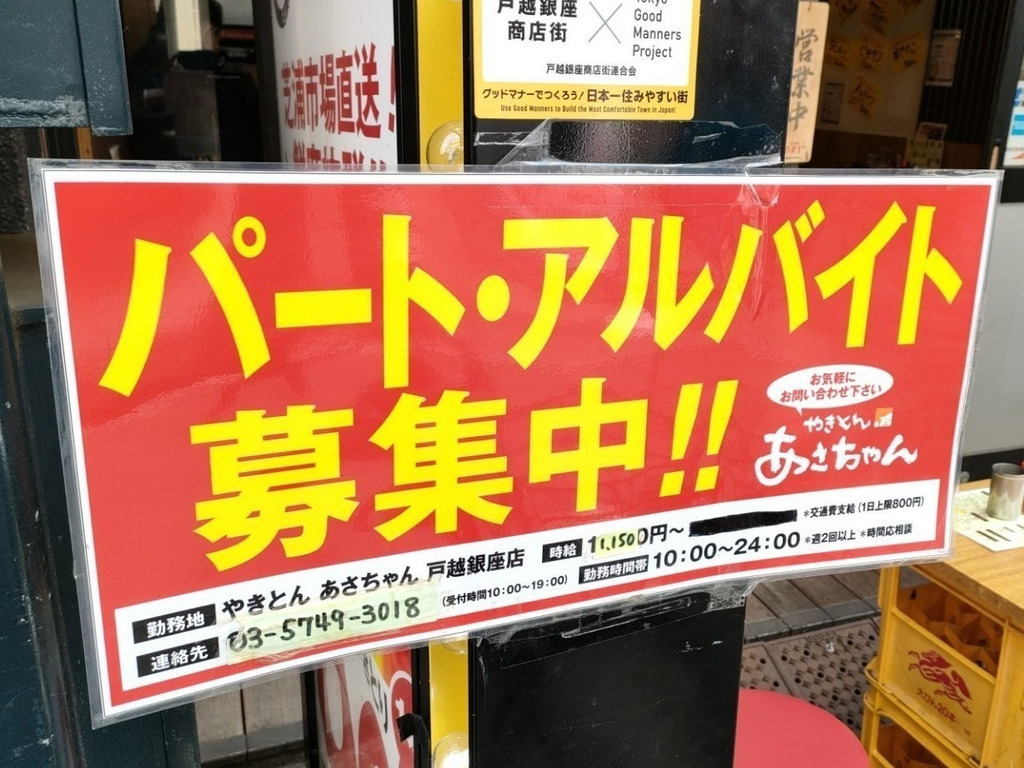 戸越銀座
商店街
×
Good
Manners
Project
戸越銀座商店街連合会
グッドマナーでつくろう!日本一住みやすい街
Use Good Manners to Build the Most Comfortable Town in Japan!
営業中
芝浦市場直送!
パート・アルバイト
募集中!!
お気軽に
お問い合わせ下さい
やきとん
あさちゃん
勤務地 やきとん あさちゃん 戸越銀座店
連絡先 03-5749-3018 (受付時間10:00~19:00)
時給 1,150円~ *交通費支給(1日上限800円)
勤務時間帯 10:00~24:00 *週2回以上 *時間応相談